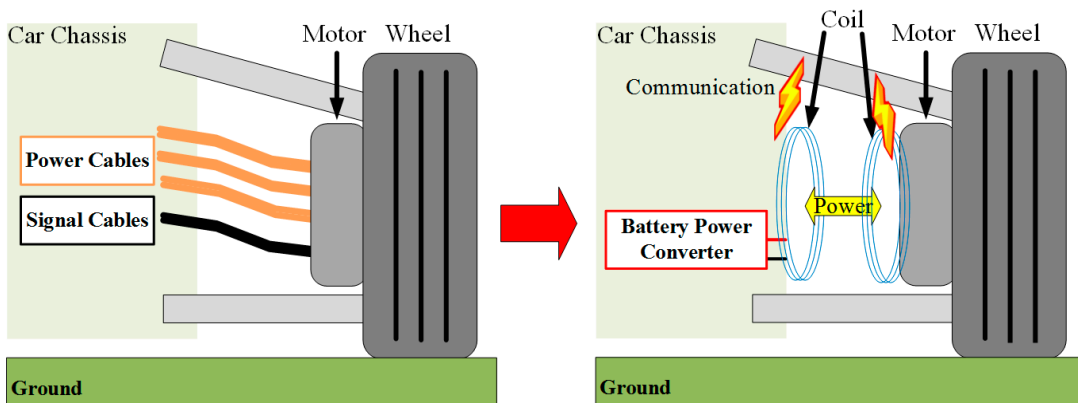 Car Chassis
Motor
Wheel
Power Cables
Signal Cables
Ground
Car Chassis
Coil
Motor
Wheel
Communication
Power
Battery Power
Converter
Ground